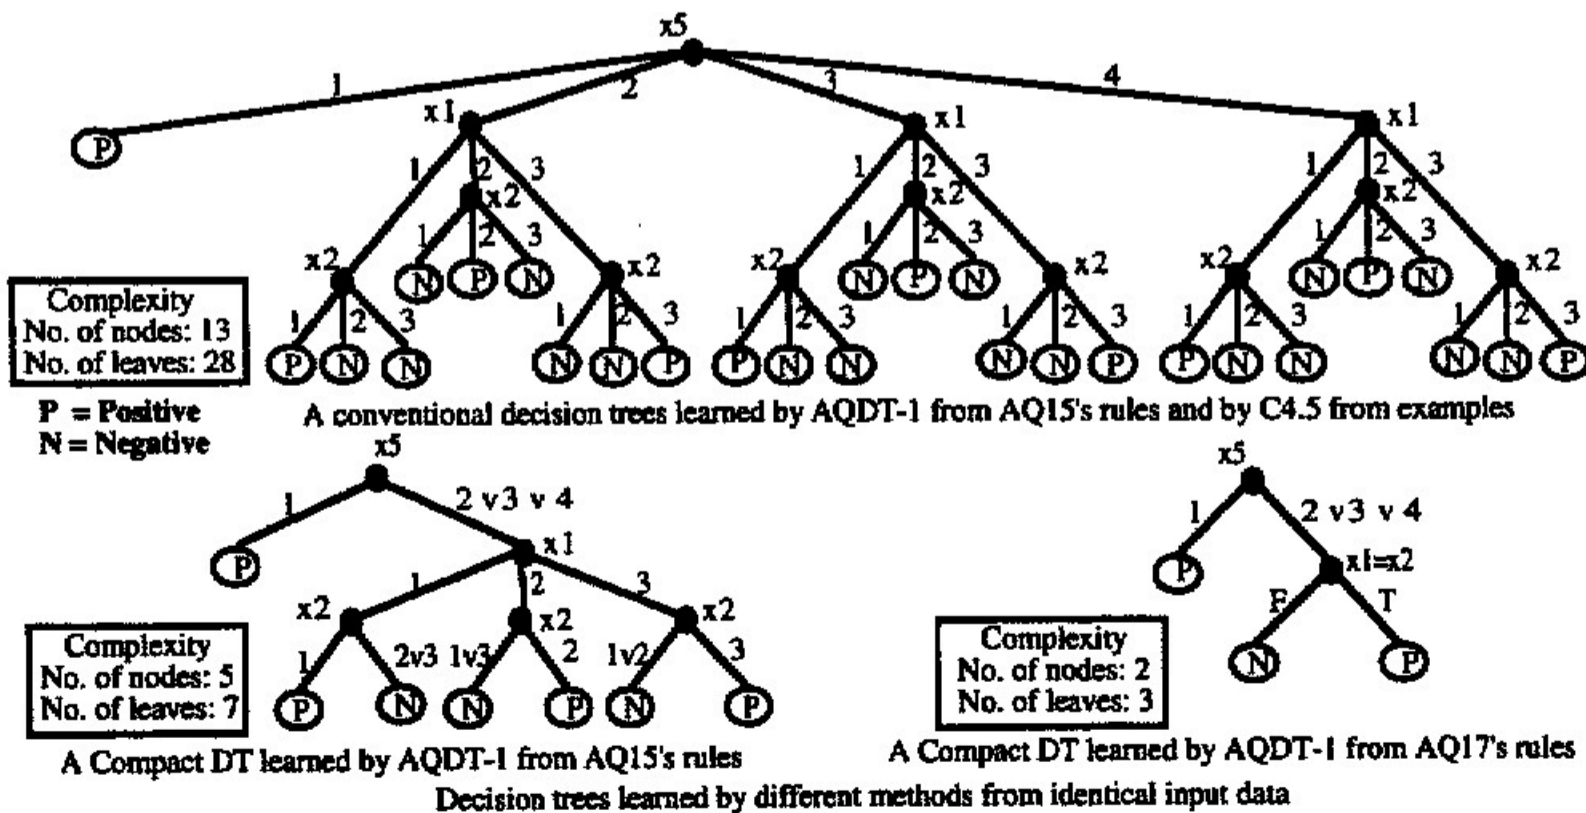 x5
1 2 3 4
P x1 x1 x1
1 2 3 1 2 3 1 2 3
x2 x2 x2
1 2 3 1 2 3 1 2 3
x2 N P N x2 x2 N P N x2 x2 N P N x2
1 2 3 1 2 3 1 2 3 1 2 3 1 2 3 1 2 3
P N N N N P P N N N N P P N N N N P
Complexity
No. of nodes: 13
No. of leaves: 28
P = Positive
N = Negative
A conventional decision trees learned by AQDT-1 from AQ15's rules and by C4.5 from examples
x5
1 2 v3 v 4
P x1
1 2 3
x2 x2 x2
1 2v3 1v3 2 1v2 3
P N N P N P
Complexity
No. of nodes: 5
No. of leaves: 7
A Compact DT learned by AQDT-1 from AQ15's rules
x5
1 2 v3 v 4
P x1=x2
F T
N P
Complexity
No. of nodes: 2
No. of leaves: 3
A Compact DT learned by AQDT-1 from AQ17's rules
Decision trees learned by different methods from identical input data